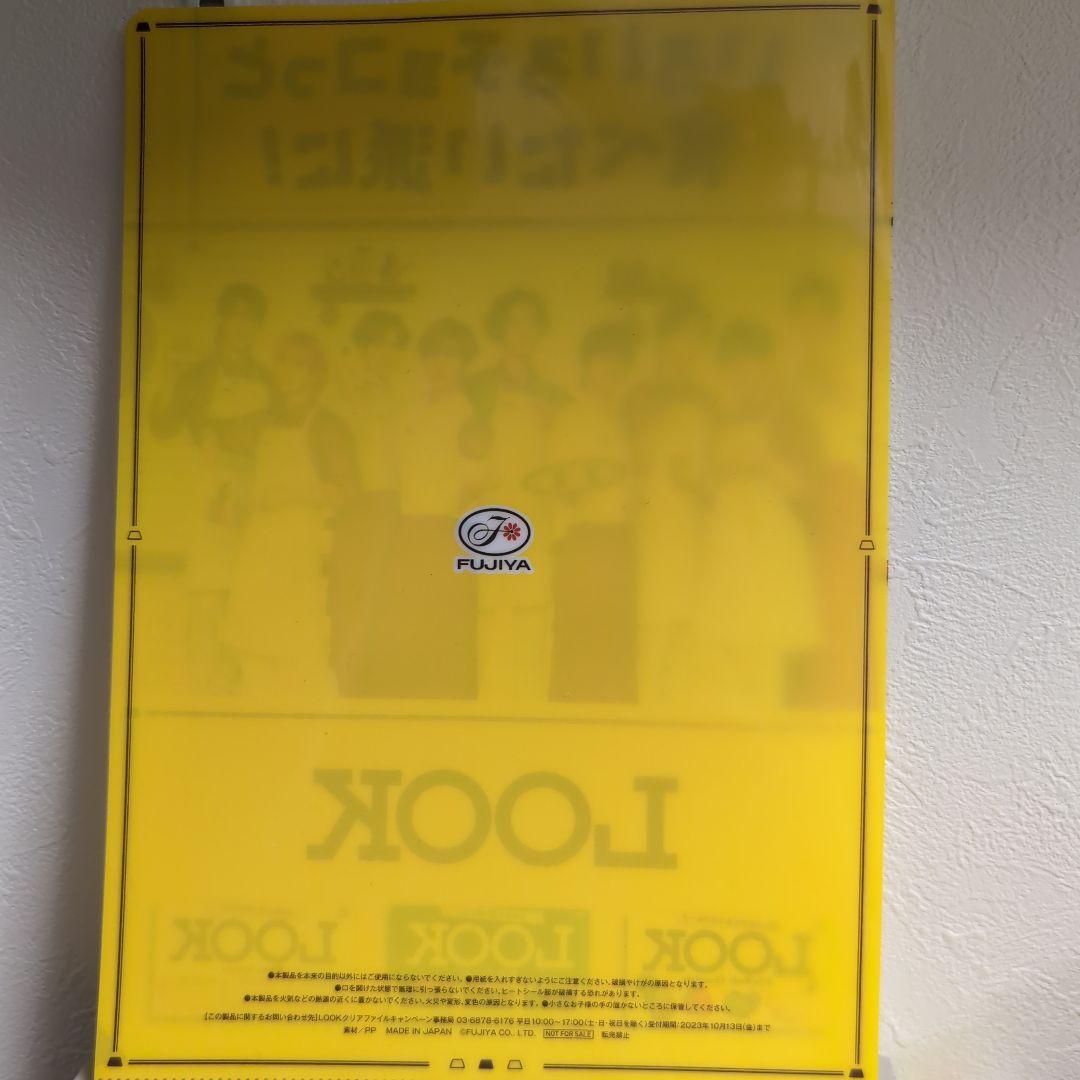 FUJIYA
LOOK
LOOK LOOK LOOK
●本製品を本来の目的以外にはご使用にならないでください。●用紙を入れすぎないようにご注意ください。破損やけがの原因となります。
●口を開けた状態で無理に引っ張らないでください。ヒートシール部が破損する恐れがあります。
●本製品を火気などの熱源の近くに置かないでください。火災や変形、変色の原因となります。●小さなお子様の手の届かないところに保管してください。
【この製品に関するお問い合わせ先】LOOKクリアファイルキャンペーン事務局 03-6878-6176 平日10:00~17:00(土・日・祝日を除く)受付期間:2023年10月13日(金)まで
素材/PP MADE IN JAPAN ©FUJIYA CO., LTD. NOT FOR SALE 転売禁止